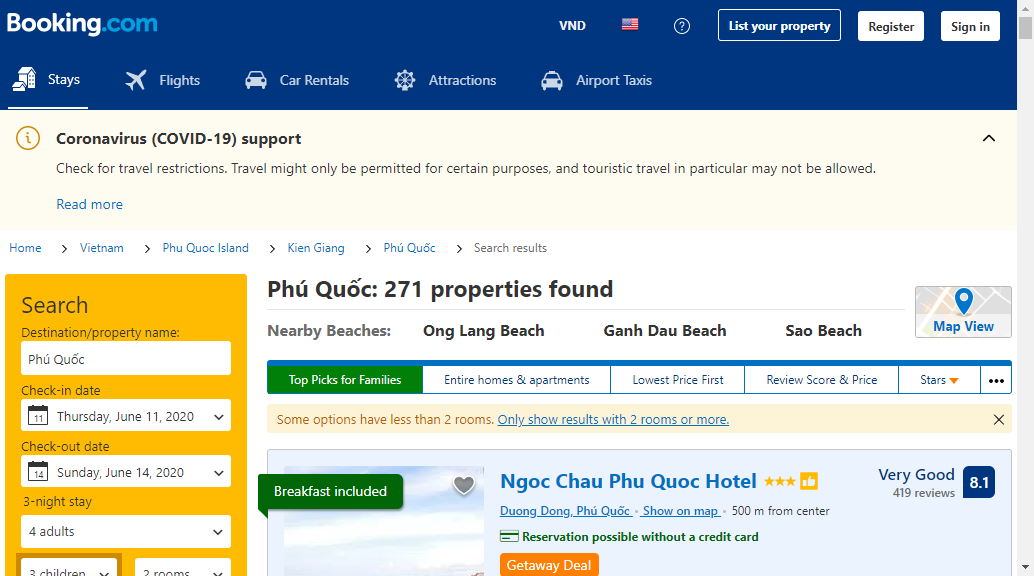 Booking.com
VND
List your property
Register
Sign in
Stays
Flights
Car Rentals
Attractions
Airport Taxis
Coronavirus (COVID-19) support
Check for travel restrictions. Travel might only be permitted for certain purposes, and touristic travel in particular may not be allowed.
Read more
Home
Vietnam
Phu Quoc Island
Kien Giang
Phú Quốc
Search results
Search
Destination/property name:
Phú Quốc
Check-in date
11
Thursday, June 11, 2020
Check-out date
14
Sunday, June 14, 2020
3-night stay
4 adults
3 children
2 rooms
Phú Quốc: 271 properties found
Nearby Beaches:
Ong Lang Beach
Ganh Dau Beach
Sao Beach
Map View
Top Picks for Families
Entire homes & apartments
Lowest Price First
Review Score & Price
Stars
Some options have less than 2 rooms. Only show results with 2 rooms or more.
Breakfast included
Ngoc Chau Phu Quoc Hotel
Very Good
419 reviews
8.1
Duong Dong, Phú Quốc · Show on map · 500 m from center
Reservation possible without a credit card
Getaway Deal